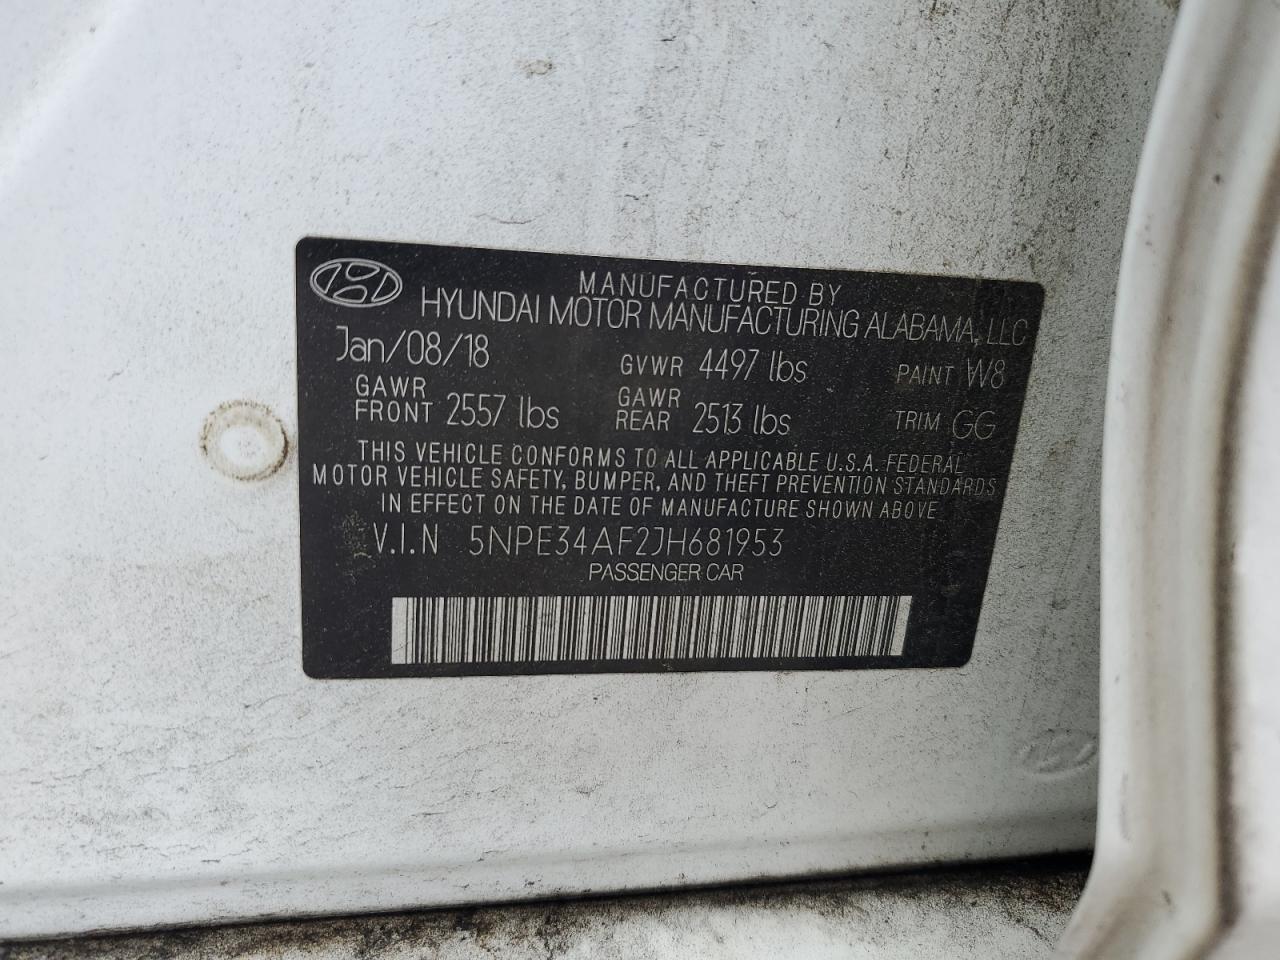 MANUFACTURED BY
HYUNDAI MOTOR MANUFACTURING ALABAMA, LLC
Jan/08/18 GVWR 4497 lbs PAINT W8
GAWR FRONT 2557 lbs GAWR REAR 2513 lbs TRIM GG
THIS VEHICLE CONFORMS TO ALL APPLICABLE U.S.A. FEDERAL
MOTOR VEHICLE SAFETY, BUMPER, AND THEFT PREVENTION STANDARDS
IN EFFECT ON THE DATE OF MANUFACTURE SHOWN ABOVE
V.I.N 5NPE34AF2JH681953
PASSENGER CAR